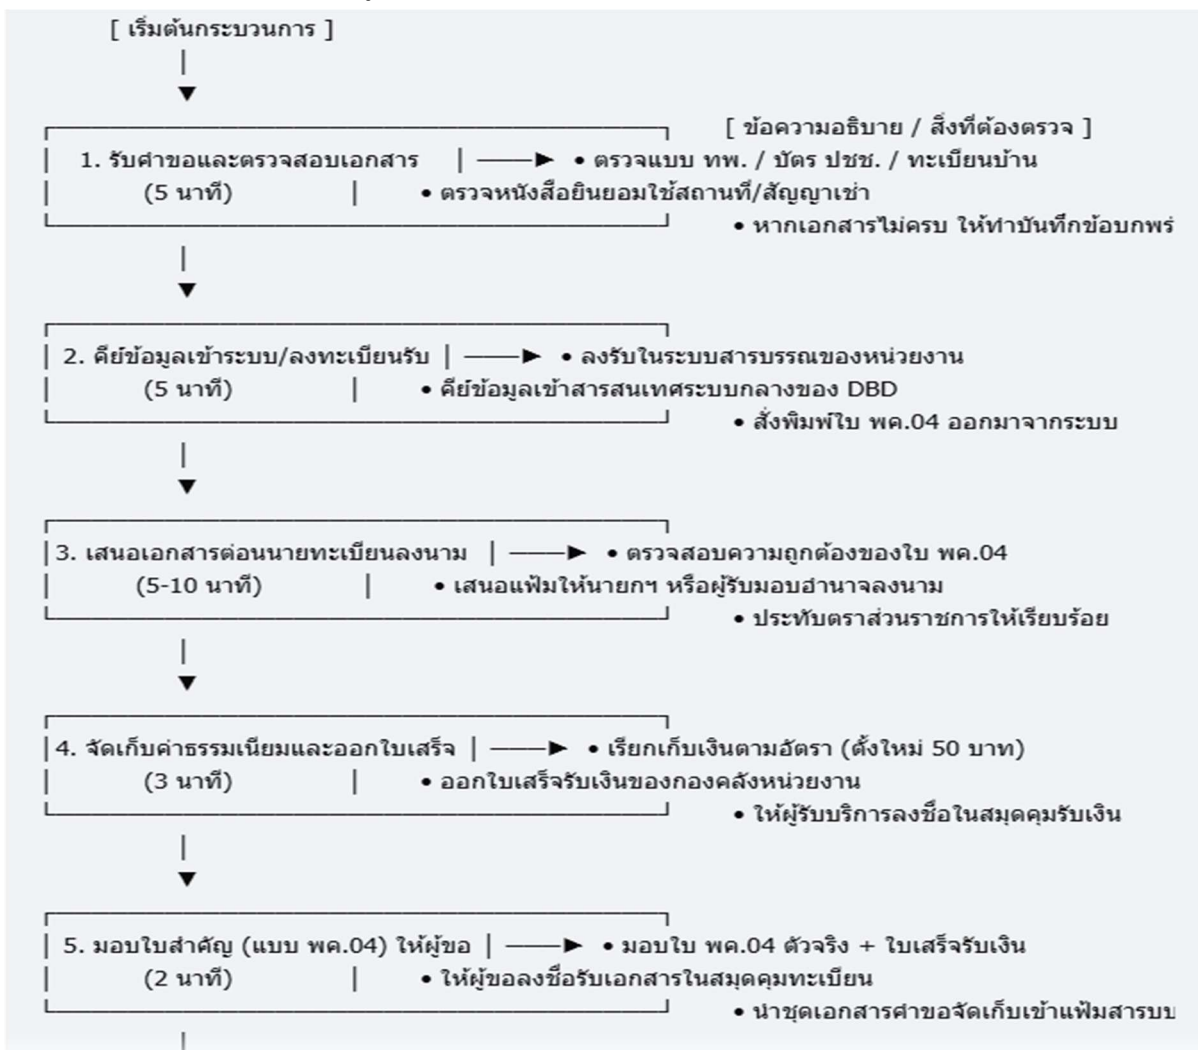 [ เริ่มต้นกระบวนการ ]
[ ข้อความอธิบาย / สิ่งที่ต้องตรวจ ]
1. รับคำขอและตรวจสอบเอกสาร • ตรวจแบบ ทพ. / บัตร ปชช. / ทะเบียนบ้าน
(5 นาที) • ตรวจหนังสือยินยอมใช้สถานที่/สัญญาเช่า
• หากเอกสารไม่ครบ ให้ทำบันทึกข้อบกพร่
2. คีย์ข้อมูลเข้าระบบ/ลงทะเบียนรับ • ลงรับในระบบสารบรรณของหน่วยงาน
(5 นาที) • คีย์ข้อมูลเข้าสารสนเทศระบบกลางของ DBD
• สั่งพิมพ์ใบ พค.04 ออกมาจากระบบ
3. เสนอเอกสารต่อนนายทะเบียนลงนาม • ตรวจสอบความถูกต้องของใบ พค.04
(5-10 นาที) • เสนอแฟ้มให้นายกฯ หรือผู้รับมอบอำนาจลงนาม
• ประทับตราส่วนราชการให้เรียบร้อย
4. จัดเก็บค่าธรรมเนียมและออกใบเสร็จ • เรียกเก็บเงินตามอัตรา (ตั้งใหม่ 50 บาท)
(3 นาที) • ออกใบเสร็จรับเงินของกองคลังหน่วยงาน
• ให้ผู้รับบริการลงชื่อในสมุดคุมรับเงิน
5. มอบใบสำคัญ (แบบ พค.04) ให้ผู้ขอ • มอบใบ พค.04 ตัวจริง + ใบเสร็จรับเงิน
(2 นาที) • ให้ผู้ขอลงชื่อรับเอกสารในสมุดคุมทะเบียน
• นำชุดเอกสารคำขอจัดเก็บเข้าแฟ้มสารบบ